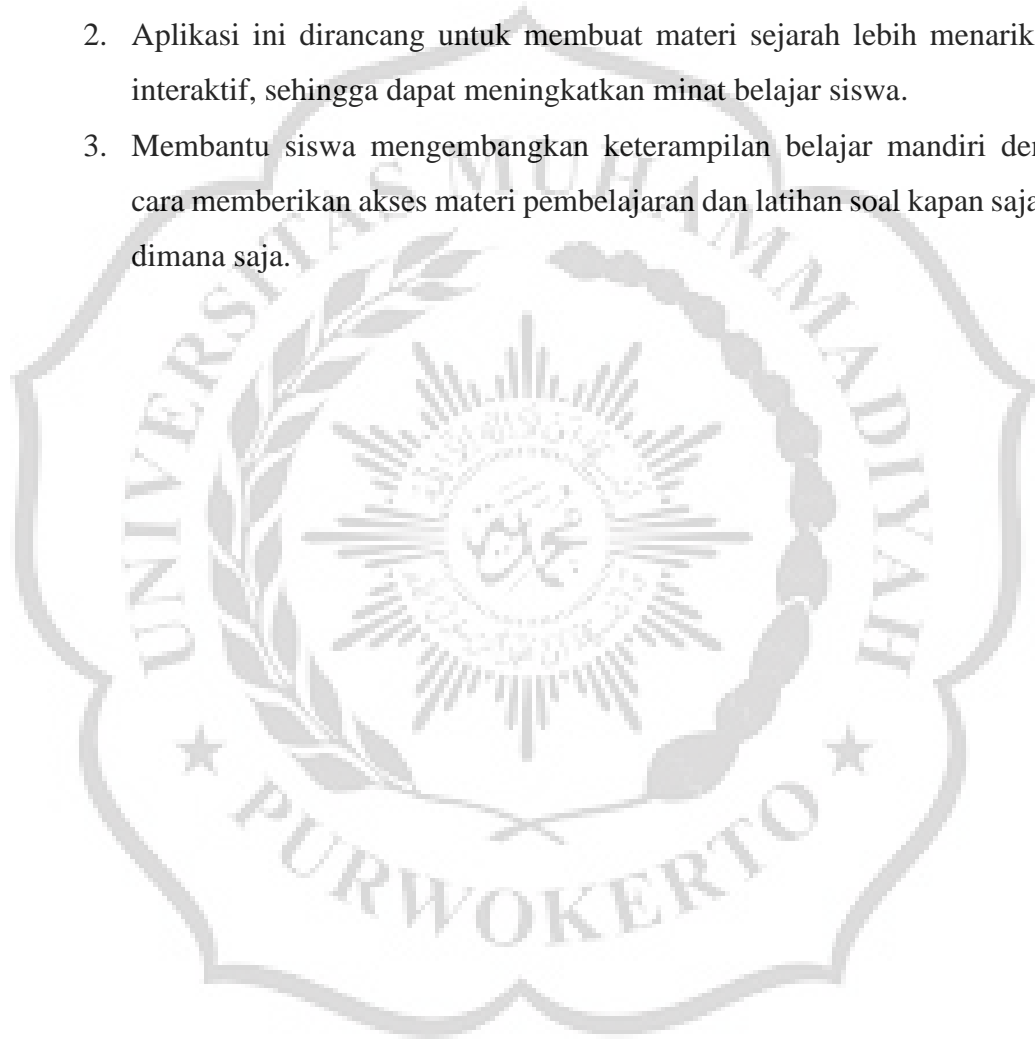 2. Aplikasi ini dirancang untuk membuat materi sejarah lebih menarik
interaktif, sehingga dapat meningkatkan minat belajar siswa.
3. Membantu siswa mengembangkan keterampilan belajar mandiri den
cara memberikan akses materi pembelajaran dan latihan soal kapan saja
dimana saja.
UNIVERSITAS MUHAMMADIYAH
PURWOKERTO